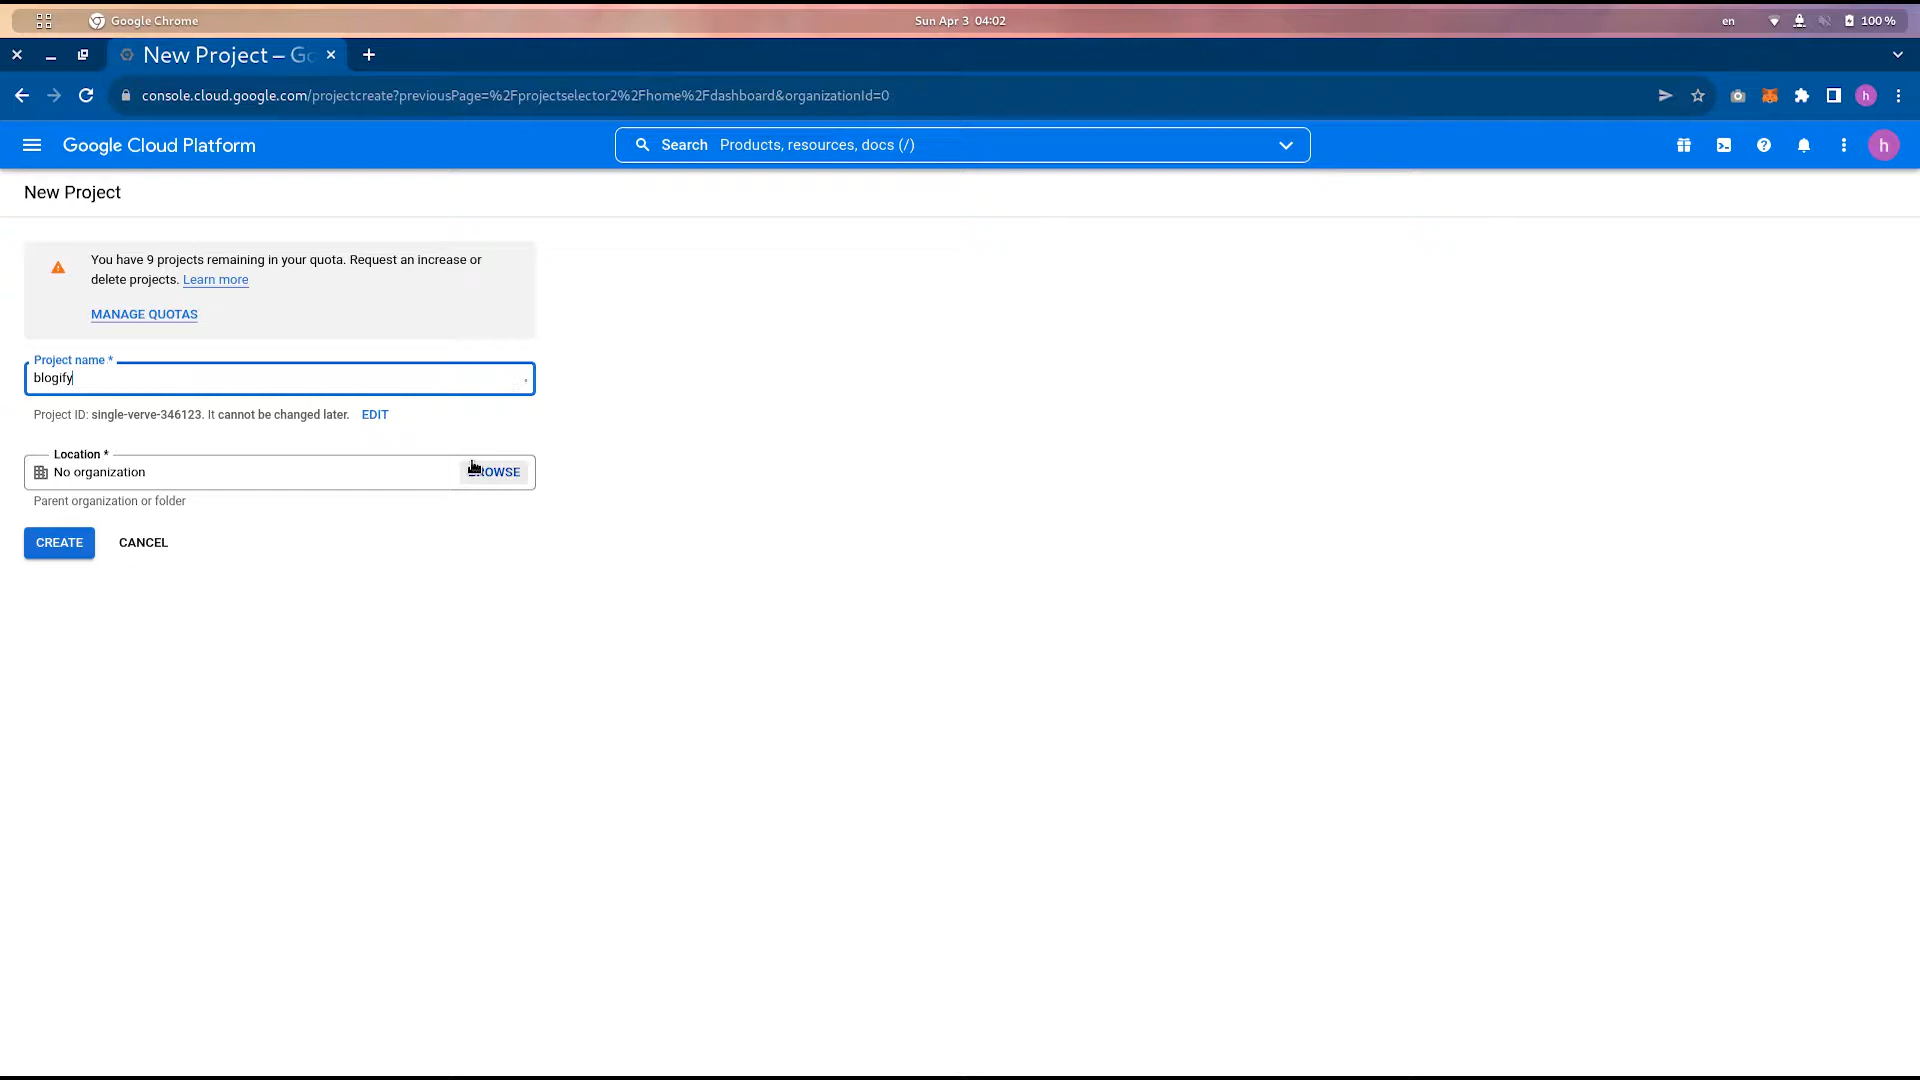 Google Chrome
Sun Apr 3 04:02
en
100 %
New Project – Go
console.cloud.google.com/projectcreate?previousPage=%2Fprojectselector2%2Fhome%2Fdashboard&organizationId=0
h
Google Cloud Platform
Search Products, resources, docs (/)
h
New Project
You have 9 projects remaining in your quota. Request an increase or
delete projects. Learn more
MANAGE QUOTAS
Project name *
blogify
Project ID: single-verve-346123. It cannot be changed later. EDIT
Location *
No organization
BROWSE
Parent organization or folder
CREATE
CANCEL